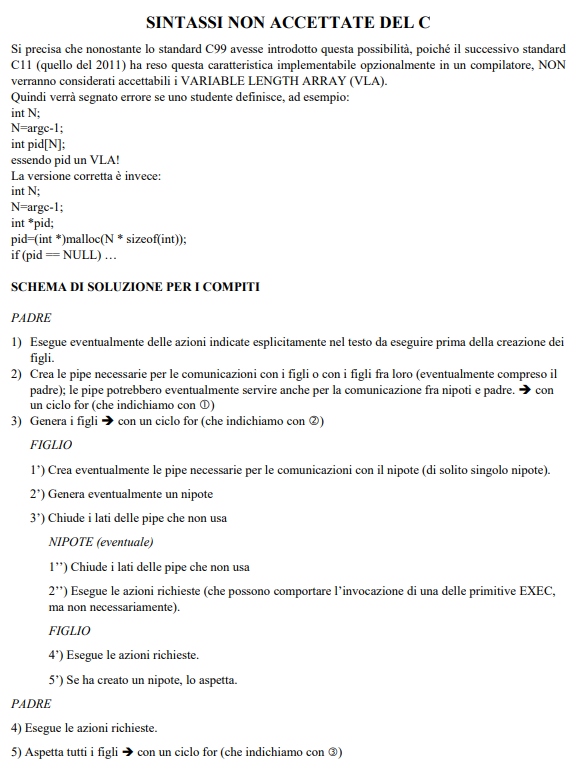 SINTASSI NON ACCETTATE DEL C
Si precisa che nonostante lo standard C99 avesse introdotto questa possibilità, poiché il successivo standard
C11 (quello del 2011) ha reso questa caratteristica implementabile opzionalmente in un compilatore, NON
verranno considerati accettabili i VARIABLE LENGTH ARRAY (VLA).
Quindi verrà segnato errore se uno studente definisce, ad esempio:
int N;
N=argc-1;
int pid[N];
essendo pid un VLA!
La versione corretta è invece:
int N;
N=argc-1;
int *pid;
pid=(int *)malloc(N * sizeof(int));
if (pid == NULL) …
SCHEMA DI SOLUZIONE PER I COMPITI
PADRE
1) Esegue eventualmente delle azioni indicate esplicitamente nel testo da eseguire prima della creazione dei
figli.
2) Crea le pipe necessarie per le comunicazioni con i figli o con i figli fra loro (eventualmente compreso il
padre); le pipe potrebbero eventualmente servire anche per la comunicazione fra nipoti e padre. ➔ con
un ciclo for (che indichiamo con ①)
3) Genera i figli ➔ con un ciclo for (che indichiamo con ②)
FIGLIO
1’) Crea eventualmente le pipe necessarie per le comunicazioni con il nipote (di solito singolo nipote).
2’) Genera eventualmente un nipote
3’) Chiude i lati delle pipe che non usa
NIPOTE (eventuale)
1’’) Chiude i lati delle pipe che non usa
2’’) Esegue le azioni richieste (che possono comportare l’invocazione di una delle primitive EXEC,
ma non necessariamente).
FIGLIO
4’) Esegue le azioni richieste.
5’) Se ha creato un nipote, lo aspetta.
PADRE
4) Esegue le azioni richieste.
5) Aspetta tutti i figli ➔ con un ciclo for (che indichiamo con ③)